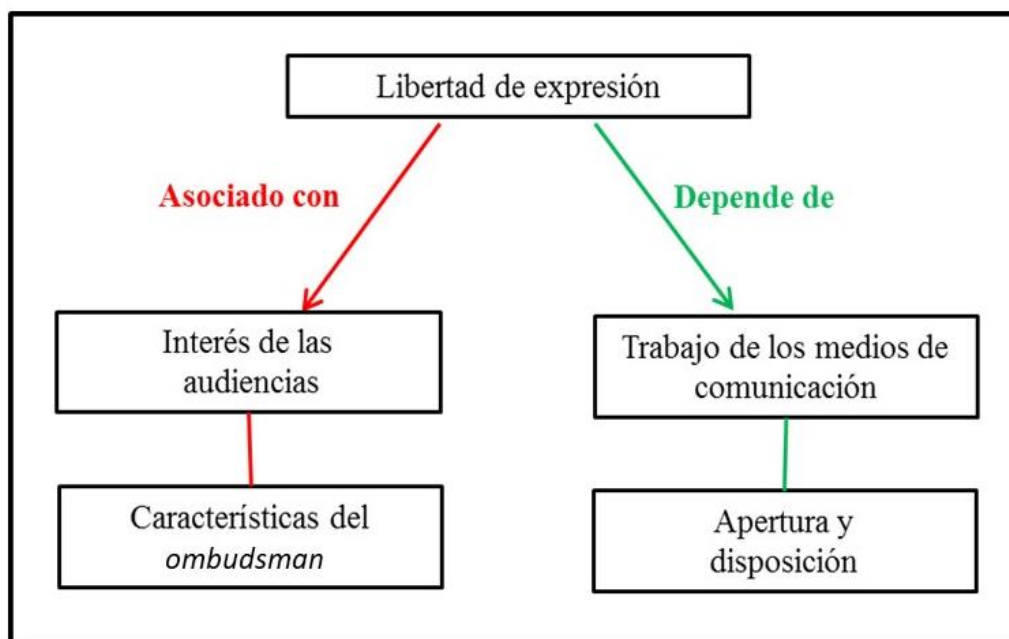 Libertad de expresión
Asociado con
Depende de
Interés de las
audiencias
Trabajo de los medios de
comunicación
Características del
ombudsman
Apertura y
disposición